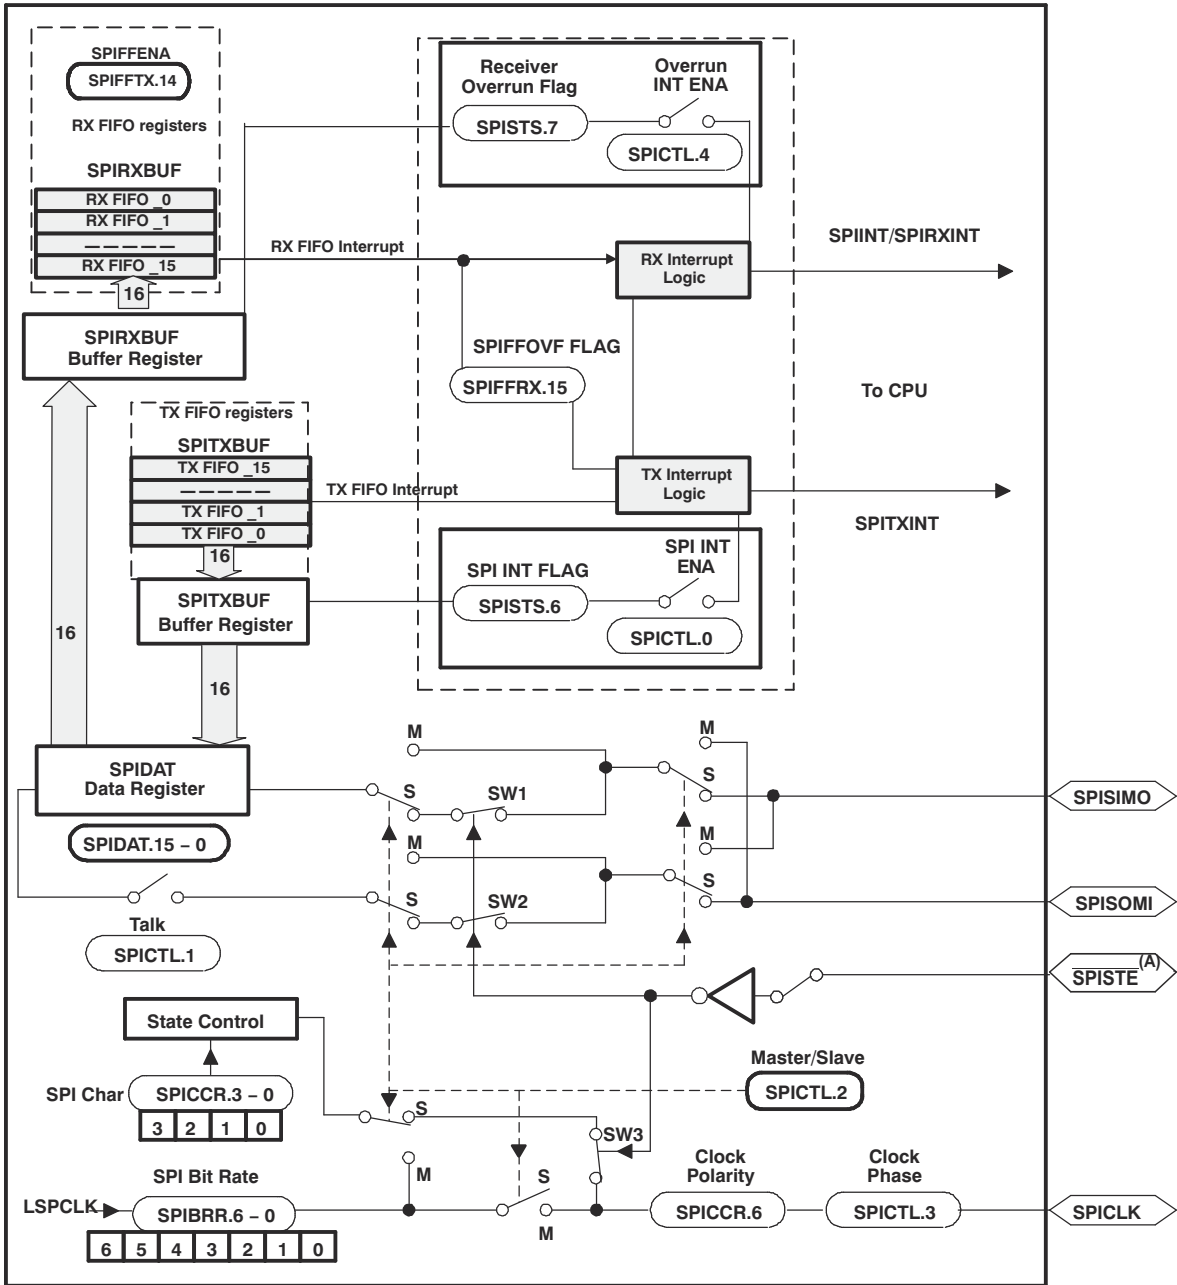 SPIFFENA
SPIFFTX.14
RX FIFO registers
SPIRXBUF
RX FIFO _0
RX FIFO _1
– – – – –
RX FIFO _15
16
SPIRXBUF
Buffer Register
Receiver
Overrun Flag
SPISTS.7
Overrun
INT ENA
SPICTL.4
RX FIFO Interrupt
RX Interrupt
Logic
SPIINT/SPIRXINT
SPIFFOVF FLAG
SPIFFRX.15
To CPU
TX FIFO registers
SPITXBUF
TX FIFO _15
– – – – –
TX FIFO _1
TX FIFO _0
16
TX FIFO Interrupt
TX Interrupt
Logic
SPITXINT
SPITXBUF
Buffer Register
SPI INT FLAG
SPISTS.6
SPI INT
ENA
SPICTL.0
16
16
SPIDAT
Data Register
SPIDAT.15 – 0
M
S
SW1
M
S
SPISIMO
M
S
SW2
M
S
SPISOMI
Talk
SPICTL.1
SPISTE (A)
State Control
Master/Slave
SPICTL.2
SPI Char
SPICCR.3 – 0
3 2 1 0
S
M
SW3
SPI Bit Rate
LSPCLK
SPIBRR.6 – 0
6 5 4 3 2 1 0
S
M
Clock
Polarity
SPICCR.6
Clock
Phase
SPICTL.3
SPICLK